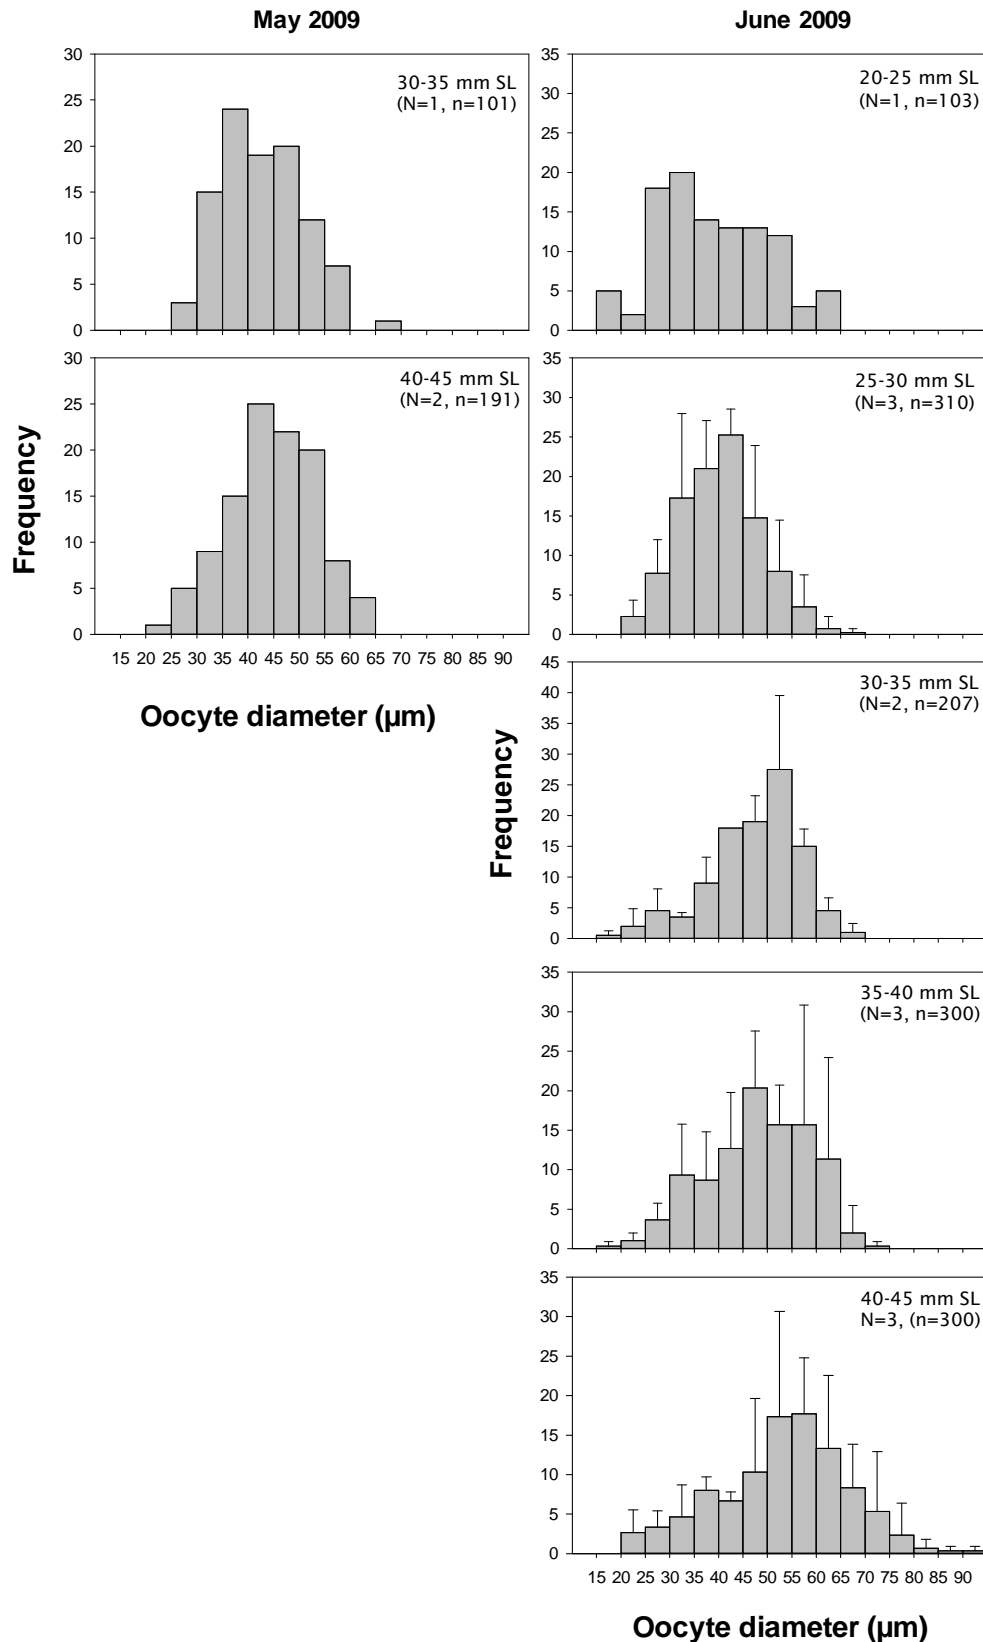 May 2009
30
25
20
15
10
5
0
30-35 mm SL
(N=1, n=101)
30
25
20
15
10
5
0
40-45 mm SL
(N=2, n=191)
15 20 25 30 35 40 45 50 55 60 65 70 75 80 85 90
Frequency
Oocyte diameter (µm)
June 2009
35
30
25
20
15
10
5
0
20-25 mm SL
(N=1, n=103)
35
30
25
20
15
10
5
0
25-30 mm SL
(N=3, n=310)
45
40
35
30
25
20
15
10
5
0
30-35 mm SL
(N=2, n=207)
Frequency
35
30
25
20
15
10
5
0
35-40 mm SL
(N=3, n=300)
35
30
25
20
15
10
5
0
40-45 mm SL
N=3, (n=300)
15 20 25 30 35 40 45 50 55 60 65 70 75 80 85 90
Oocyte diameter (µm)